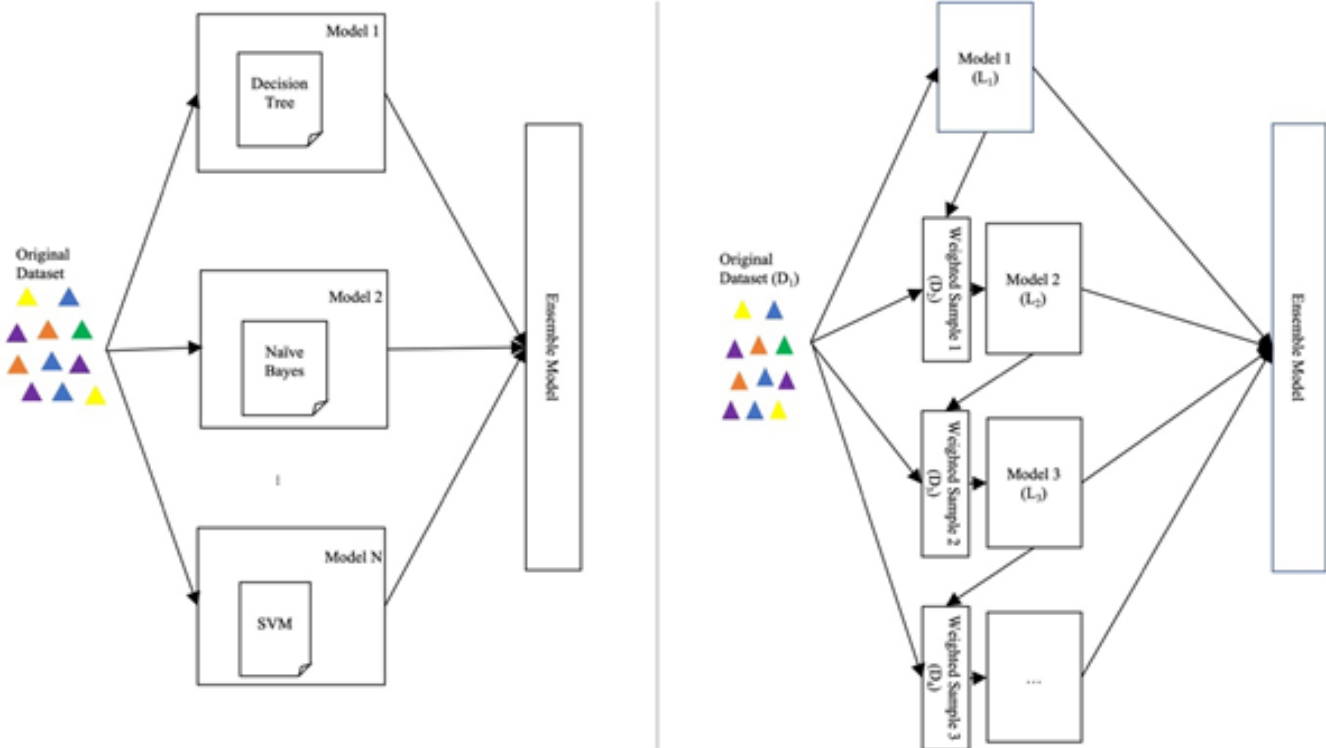 Model 1
Decision
Tree
Original
Dataset
Model 2
Naïve
Bayes
Model N
SVM
Ensemble Model
Model 1
(L₁)
Original
Dataset (D₁)
Weighted Sample 1
(D₂)
Model 2
(L₂)
Weighted Sample 2
(D₃)
Model 3
(L₃)
Weighted Sample 3
(D₄)
...
Ensemble Model